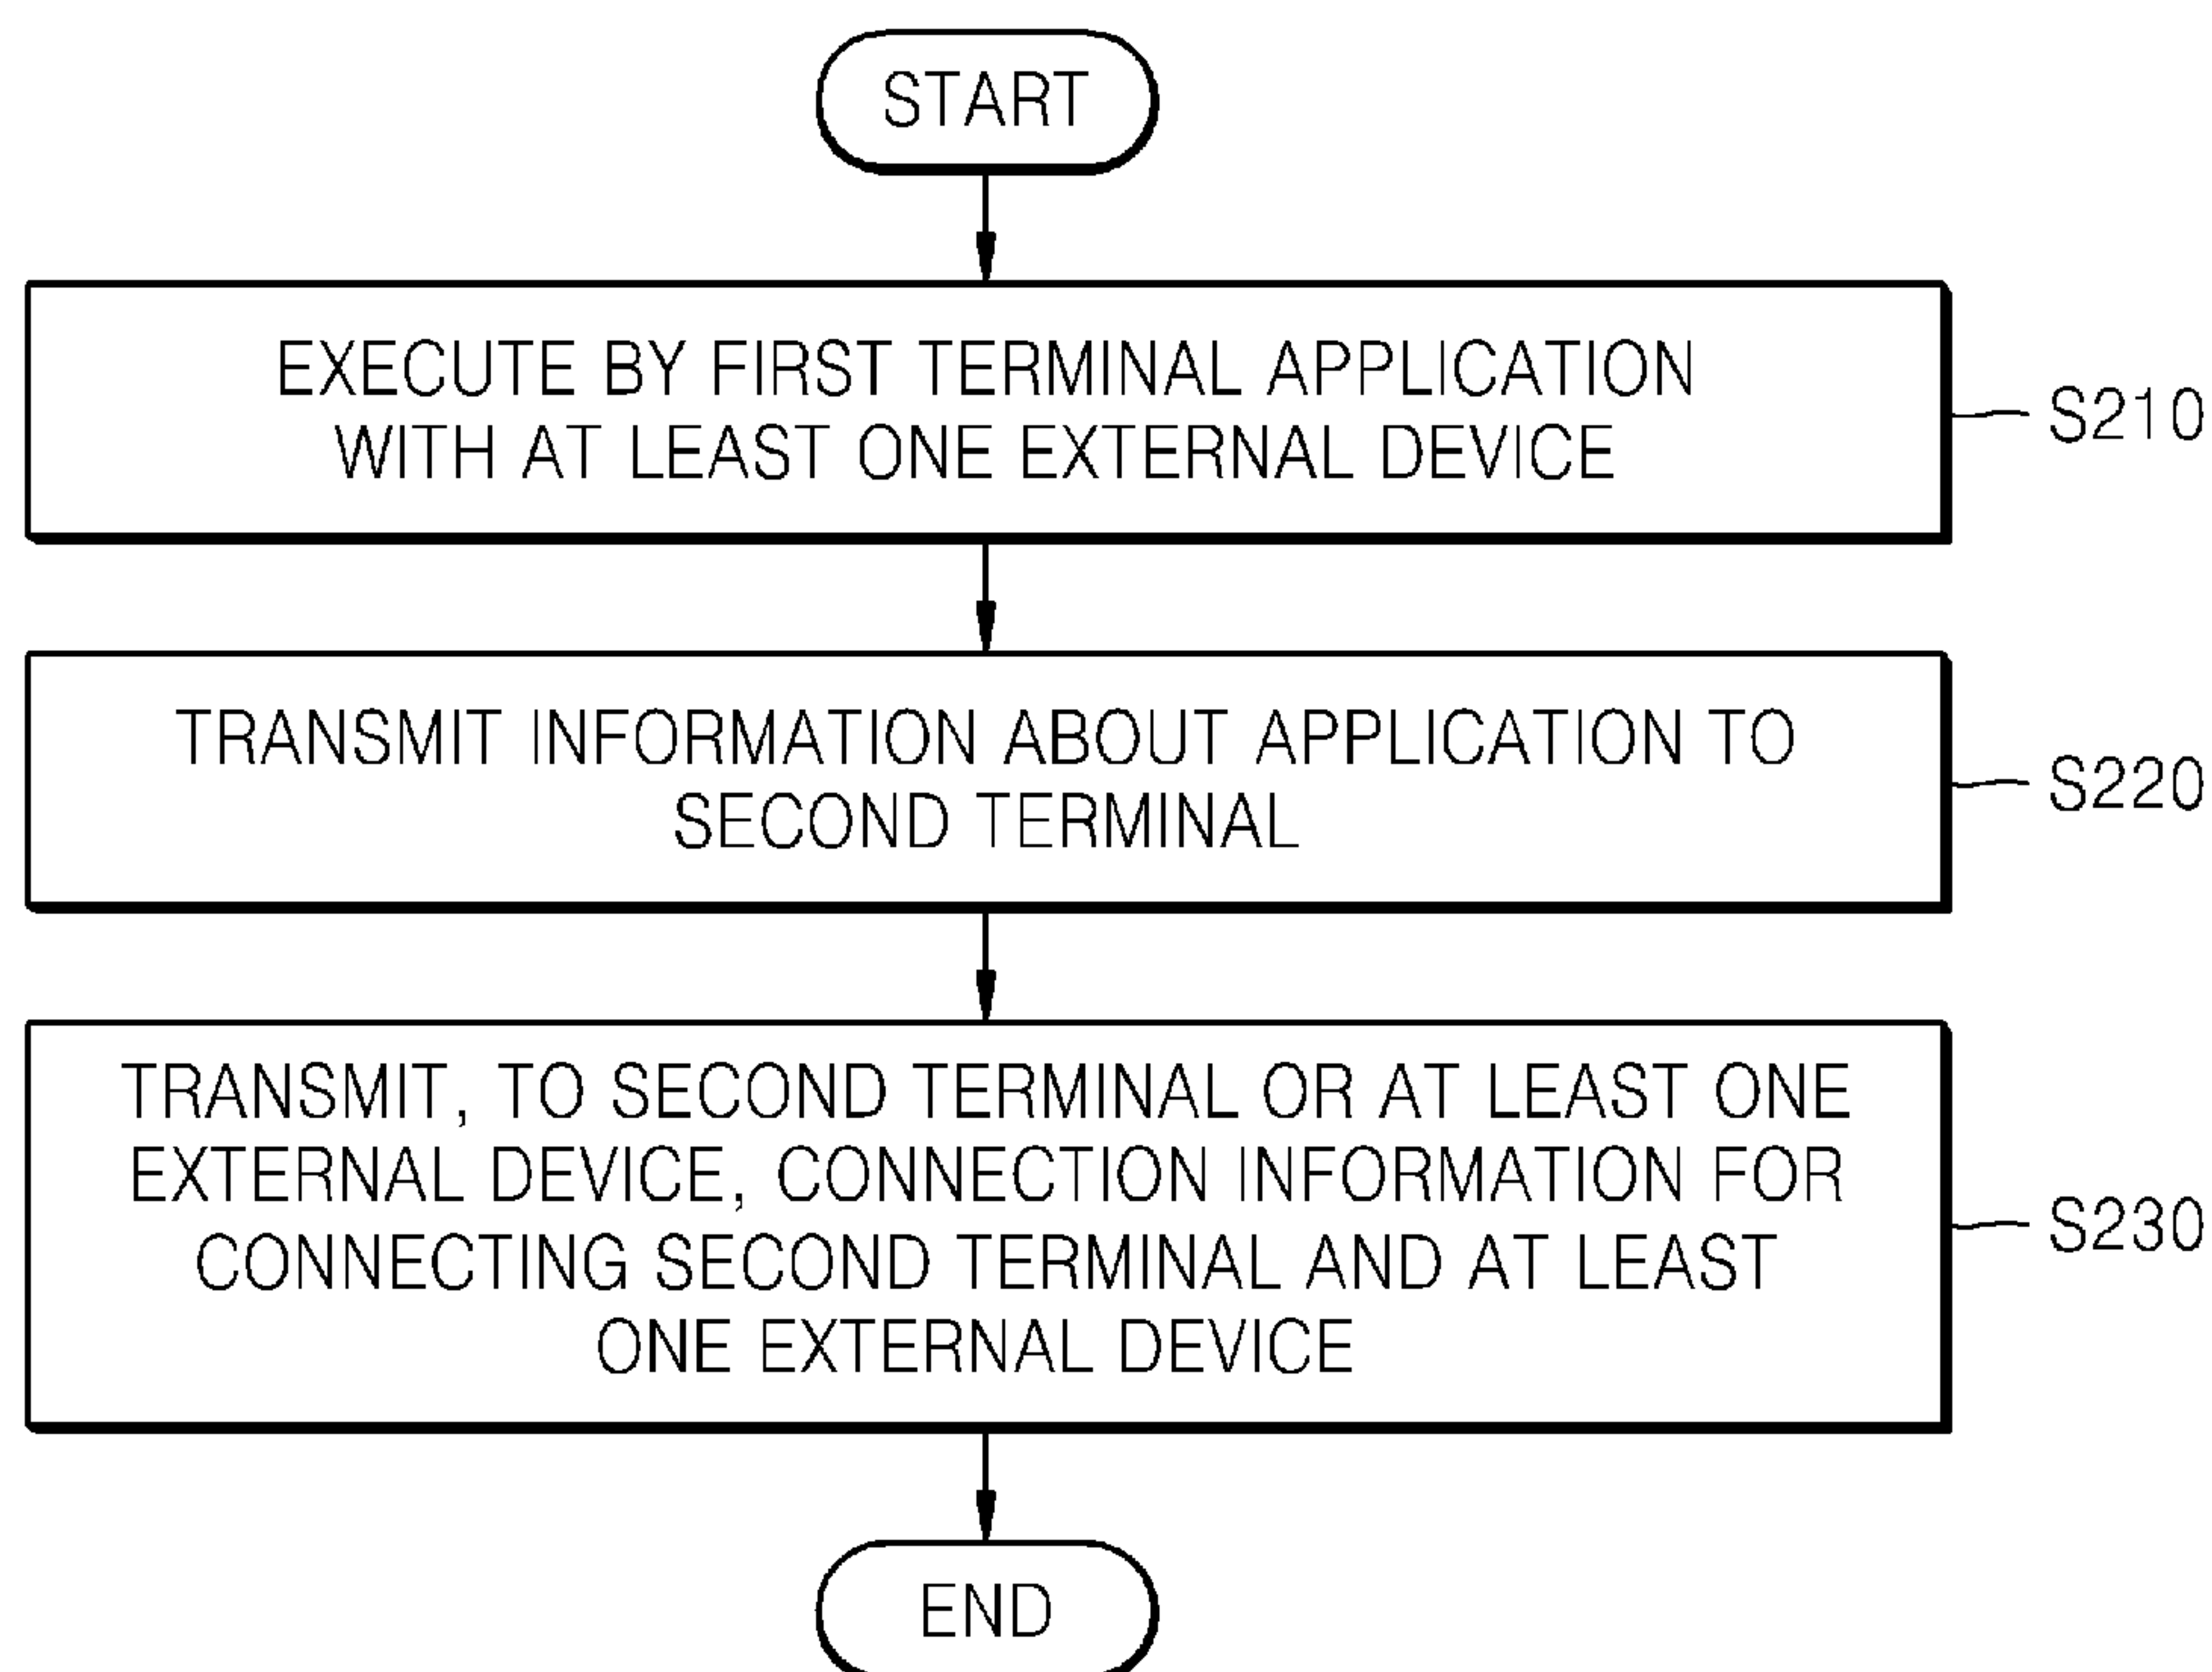 START
EXECUTE BY FIRST TERMINAL APPLICATION
WITH AT LEAST ONE EXTERNAL DEVICE
S210
TRANSMIT INFORMATION ABOUT APPLICATION TO
SECOND TERMINAL
S220
TRANSMIT, TO SECOND TERMINAL OR AT LEAST ONE
EXTERNAL DEVICE, CONNECTION INFORMATION FOR
CONNECTING SECOND TERMINAL AND AT LEAST
ONE EXTERNAL DEVICE
S230
END